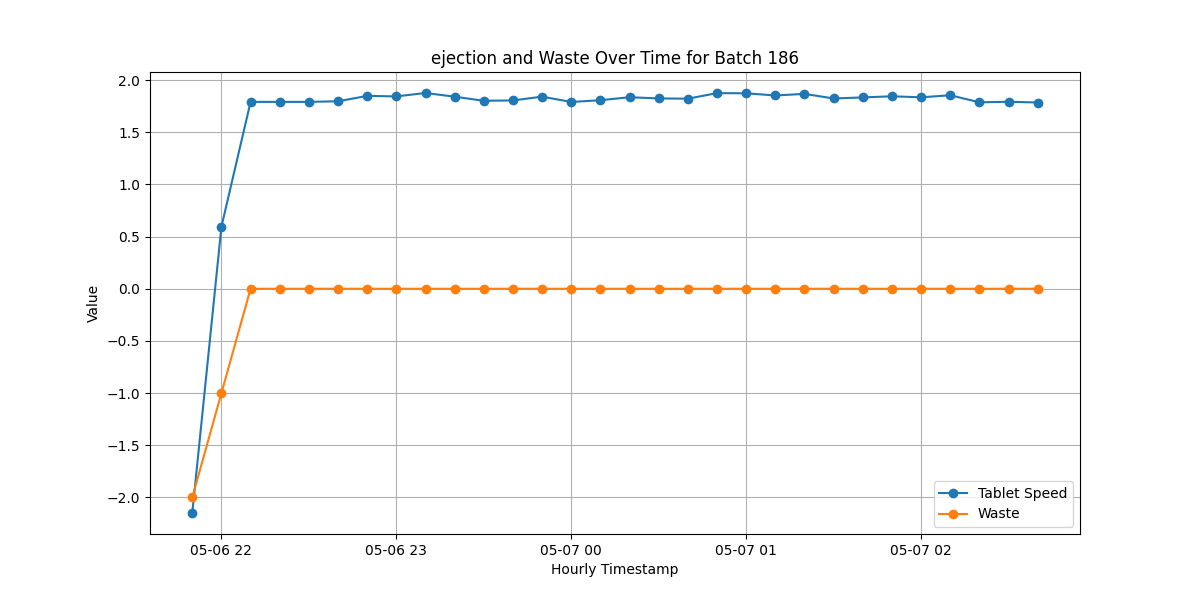 ejection and Waste Over Time for Batch 186
2.0
1.5
1.0
0.5
0.0
−0.5
−1.0
−1.5
−2.0
Value
Tablet Speed
Waste
05-06 22 05-06 23 05-07 00 05-07 01 05-07 02
Hourly Timestamp